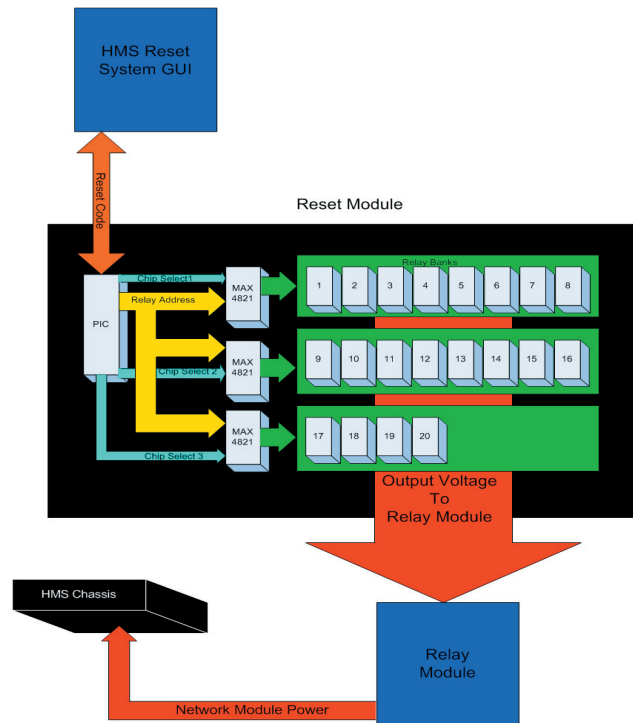 HMS Reset
System GUI
Reset Code
Reset Module
Relay Banks
Chip Select1
MAX
4821
1 2 3 4 5 6 7 8
Relay Address
PIC
MAX
4821
9 10 11 12 13 14 15 16
Chip Select 2
MAX
4821
17 18 19 20
Chip Select 3
Output Voltage
To
Relay Module
HMS Chassis
Relay
Module
Network Module Power